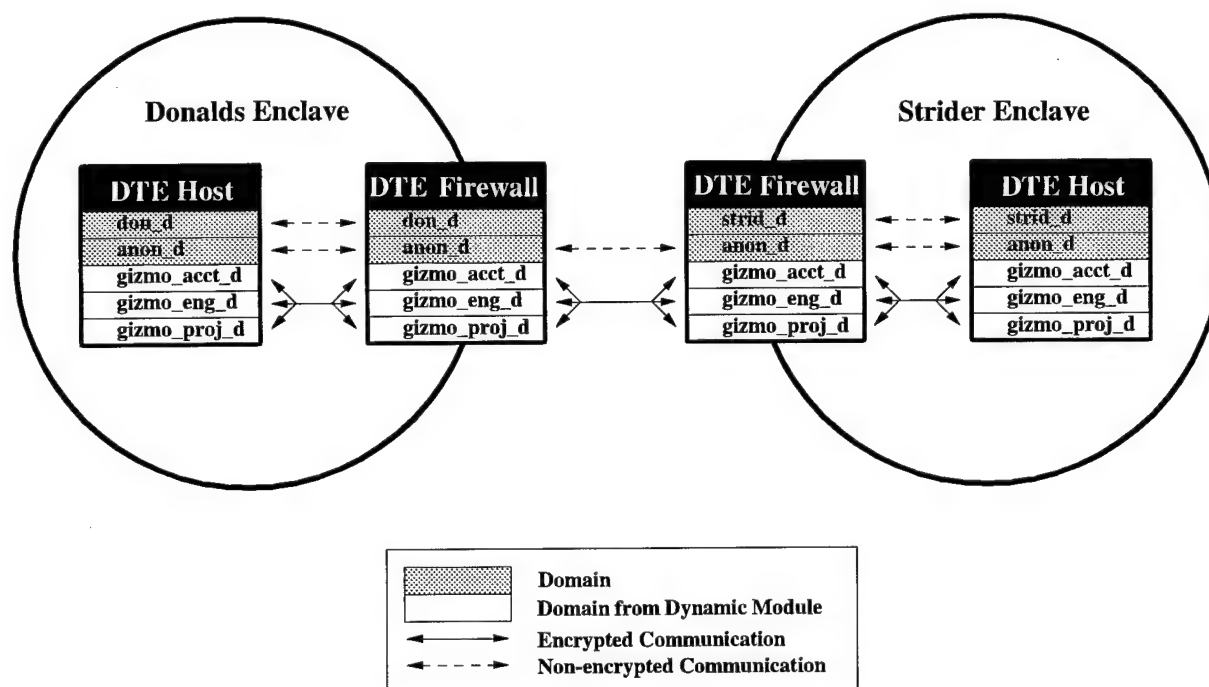 Donalds Enclave
Strider Enclave
DTE Host
don_d
anon_d
gizmo_acct_d
gizmo_eng_d
gizmo_proj_d
DTE Firewall
don_d
anon_d
gizmo_acct_d
gizmo_eng_d
gizmo_proj_d
DTE Firewall
strid_d
anon_d
gizmo_acct_d
gizmo_eng_d
gizmo_proj_d
DTE Host
strid_d
anon_d
gizmo_acct_d
gizmo_eng_d
gizmo_proj_d
Domain
Domain from Dynamic Module
Encrypted Communication
Non-encrypted Communication